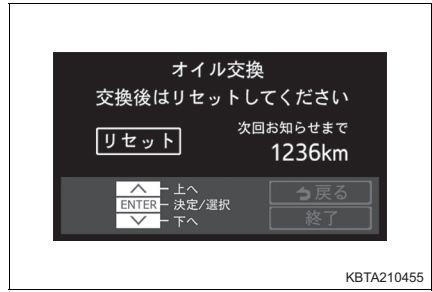 オイル交換
交換後はリセットしてください
リセット
次回お知らせまで
1236km
上へ
ENTER 決定/選択
下へ
戻る
終了
KBTA210455